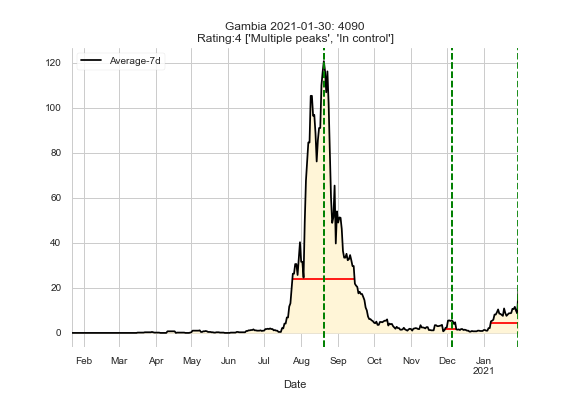 Gambia 2021-01-30: 4090
Rating:4 ['Multiple peaks', 'In control']
Average-7d
120
100
80
60
40
20
0
Feb Mar Apr May Jun Jul Aug Sep Oct Nov Dec Jan
2021
Date